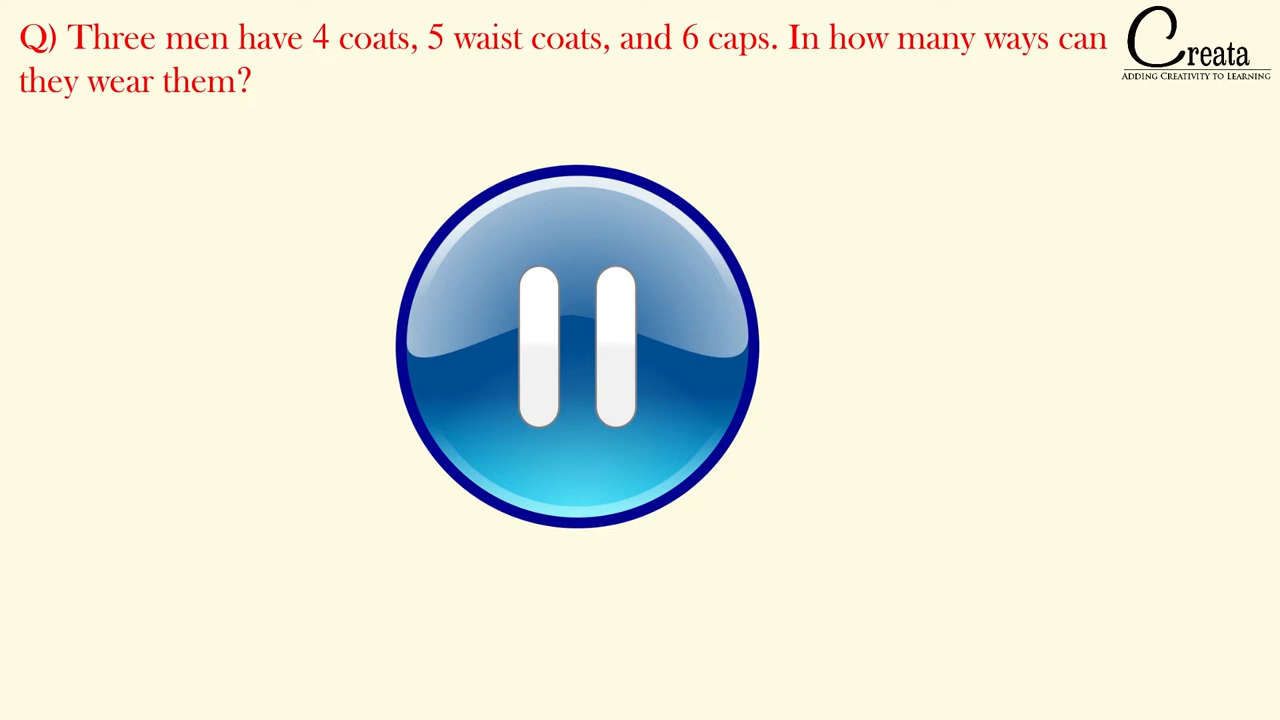 Q) Three men have 4 coats, 5 waist coats, and 6 caps. In how many ways can
they wear them?
Creata
ADDING CREATIVITY TO LEARNING